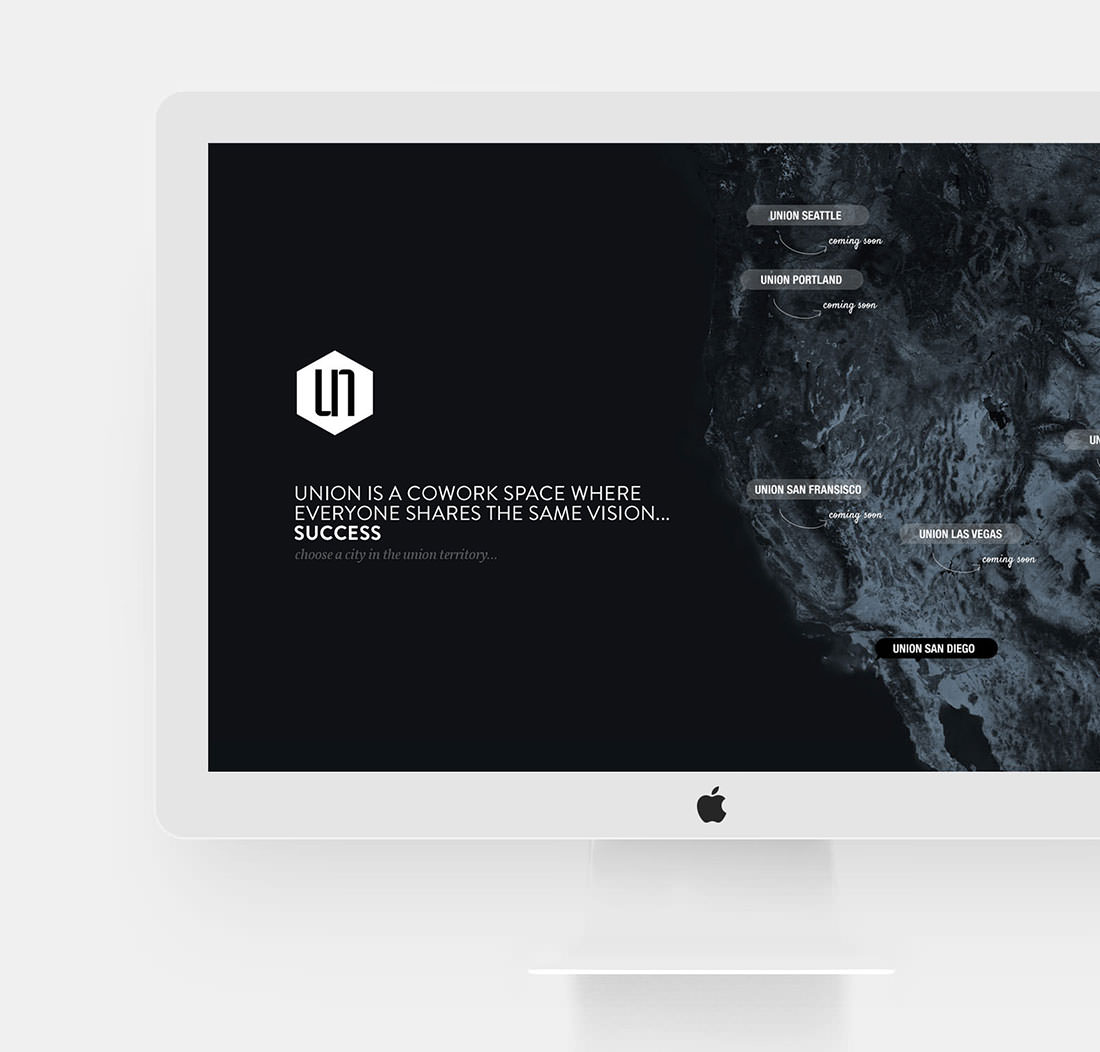 UN
UNION IS A COWORK SPACE WHERE
EVERYONE SHARES THE SAME VISION...
SUCCESS
choose a city in the union territory...
UNION SEATTLE
coming soon
UNION PORTLAND
coming soon
UN
UNION SAN FRANSISCO
coming soon
UNION LAS VEGAS
coming soon
UNION SAN DIEGO